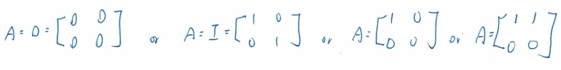 A = O = [0 0; 0 0] or A = I = [1 0; 0 1] or A = [1 0; 0 0] or A = [1 1; 0 0]